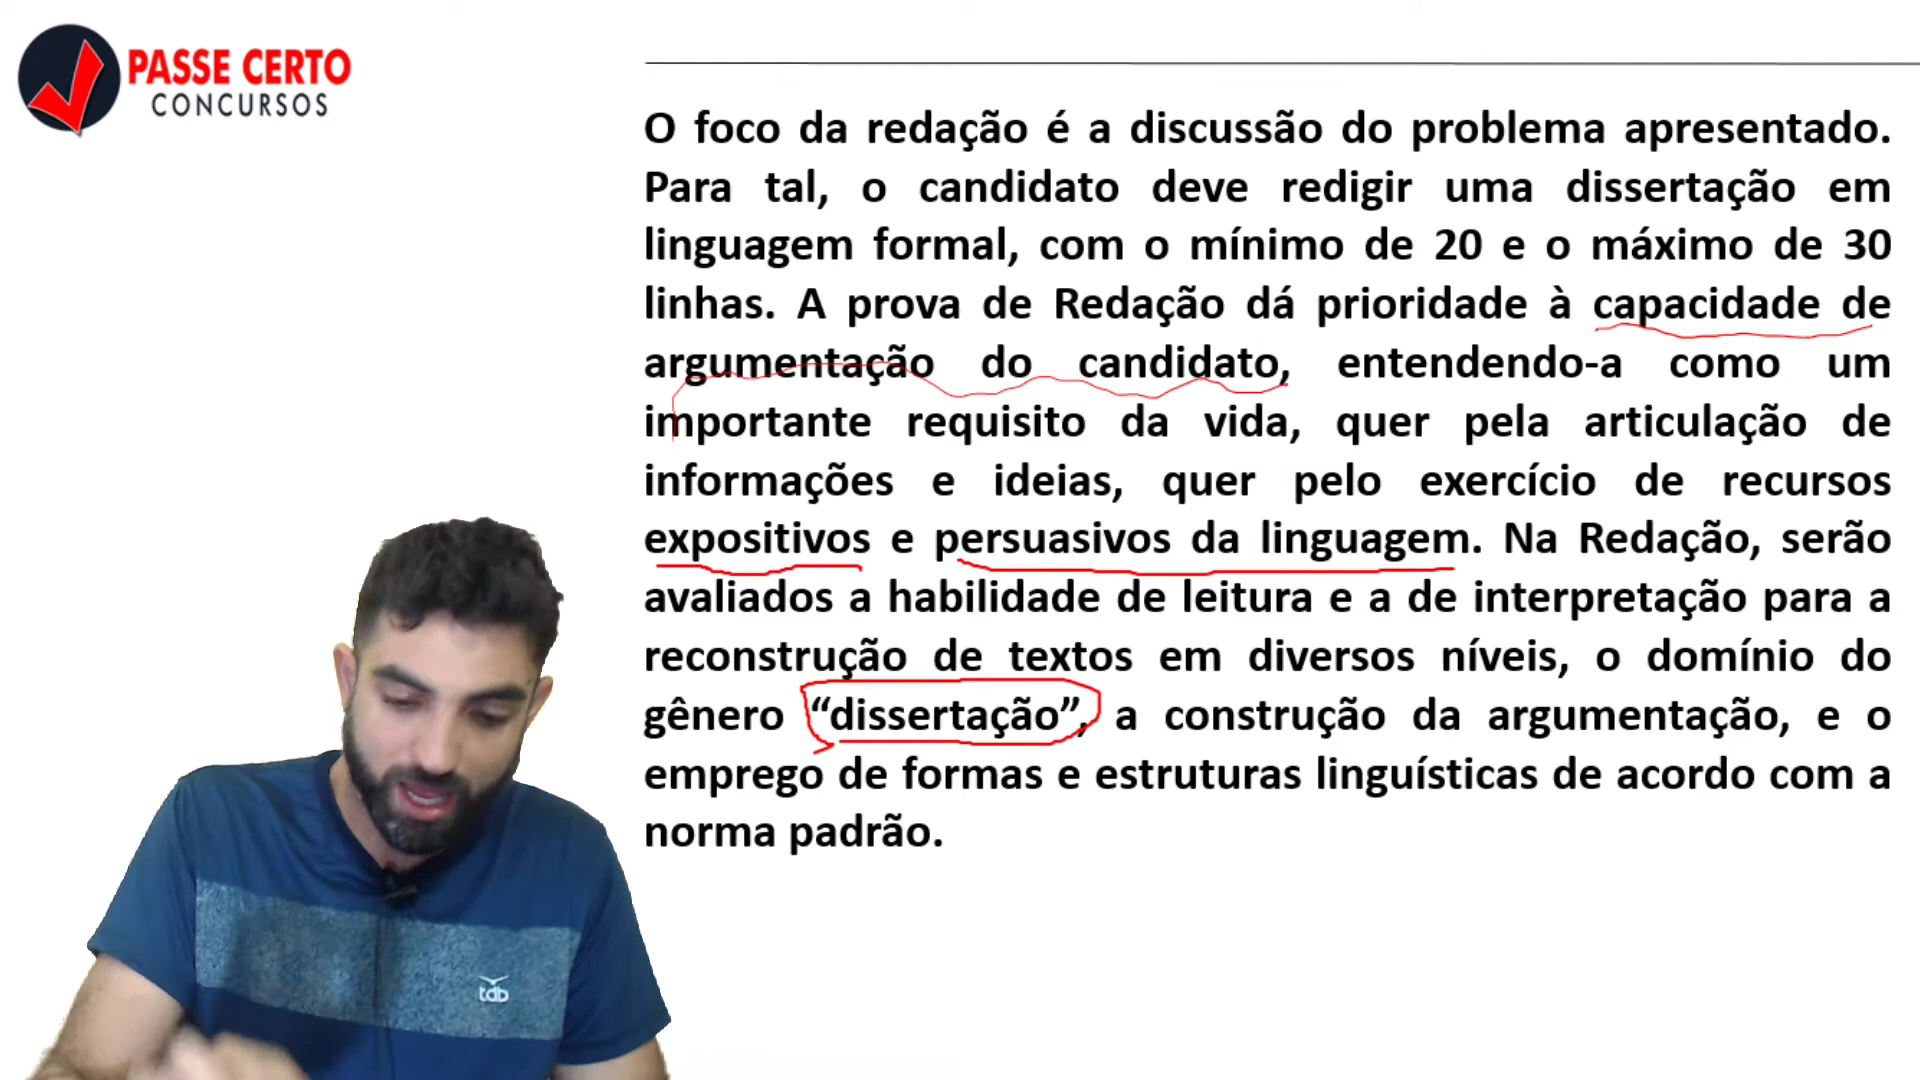 PASSE CERTO
CONCURSOS
O foco da redação é a discussão do problema apresentado.
Para tal, o candidato deve redigir uma dissertação em
linguagem formal, com o mínimo de 20 e o máximo de 30
linhas. A prova de Redação dá prioridade à capacidade de
argumentação do candidato, entendendo-a como um
importante requisito da vida, quer pela articulação de
informações e ideias, quer pelo exercício de recursos
expositivos e persuasivos da linguagem. Na Redação, serão
avaliados a habilidade de leitura e a de interpretação para a
reconstrução de textos em diversos níveis, o domínio do
gênero “dissertação”, a construção da argumentação, e o
emprego de formas e estruturas linguísticas de acordo com a
norma padrão.
tdb